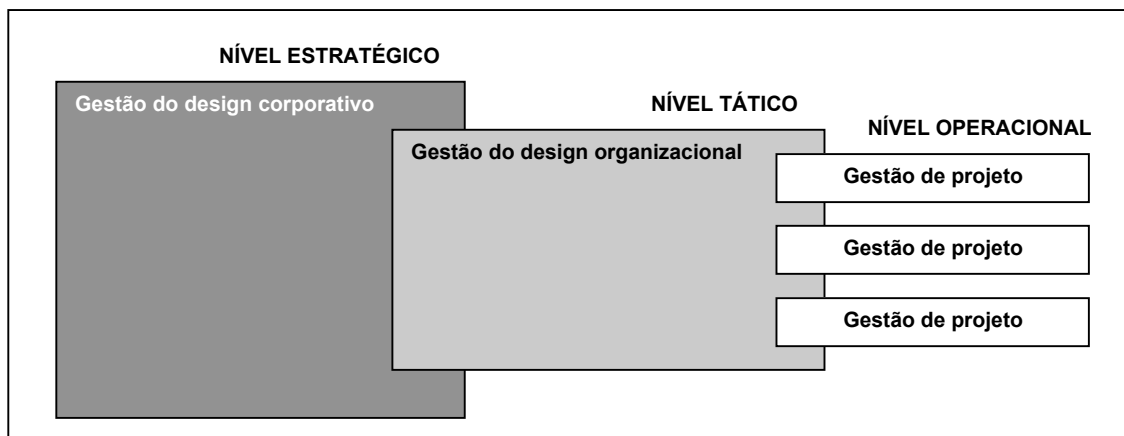 NÍVEL ESTRATÉGICO
Gestão do design corporativo
NÍVEL TÁTICO
Gestão do design organizacional
NÍVEL OPERACIONAL
Gestão de projeto
Gestão de projeto
Gestão de projeto